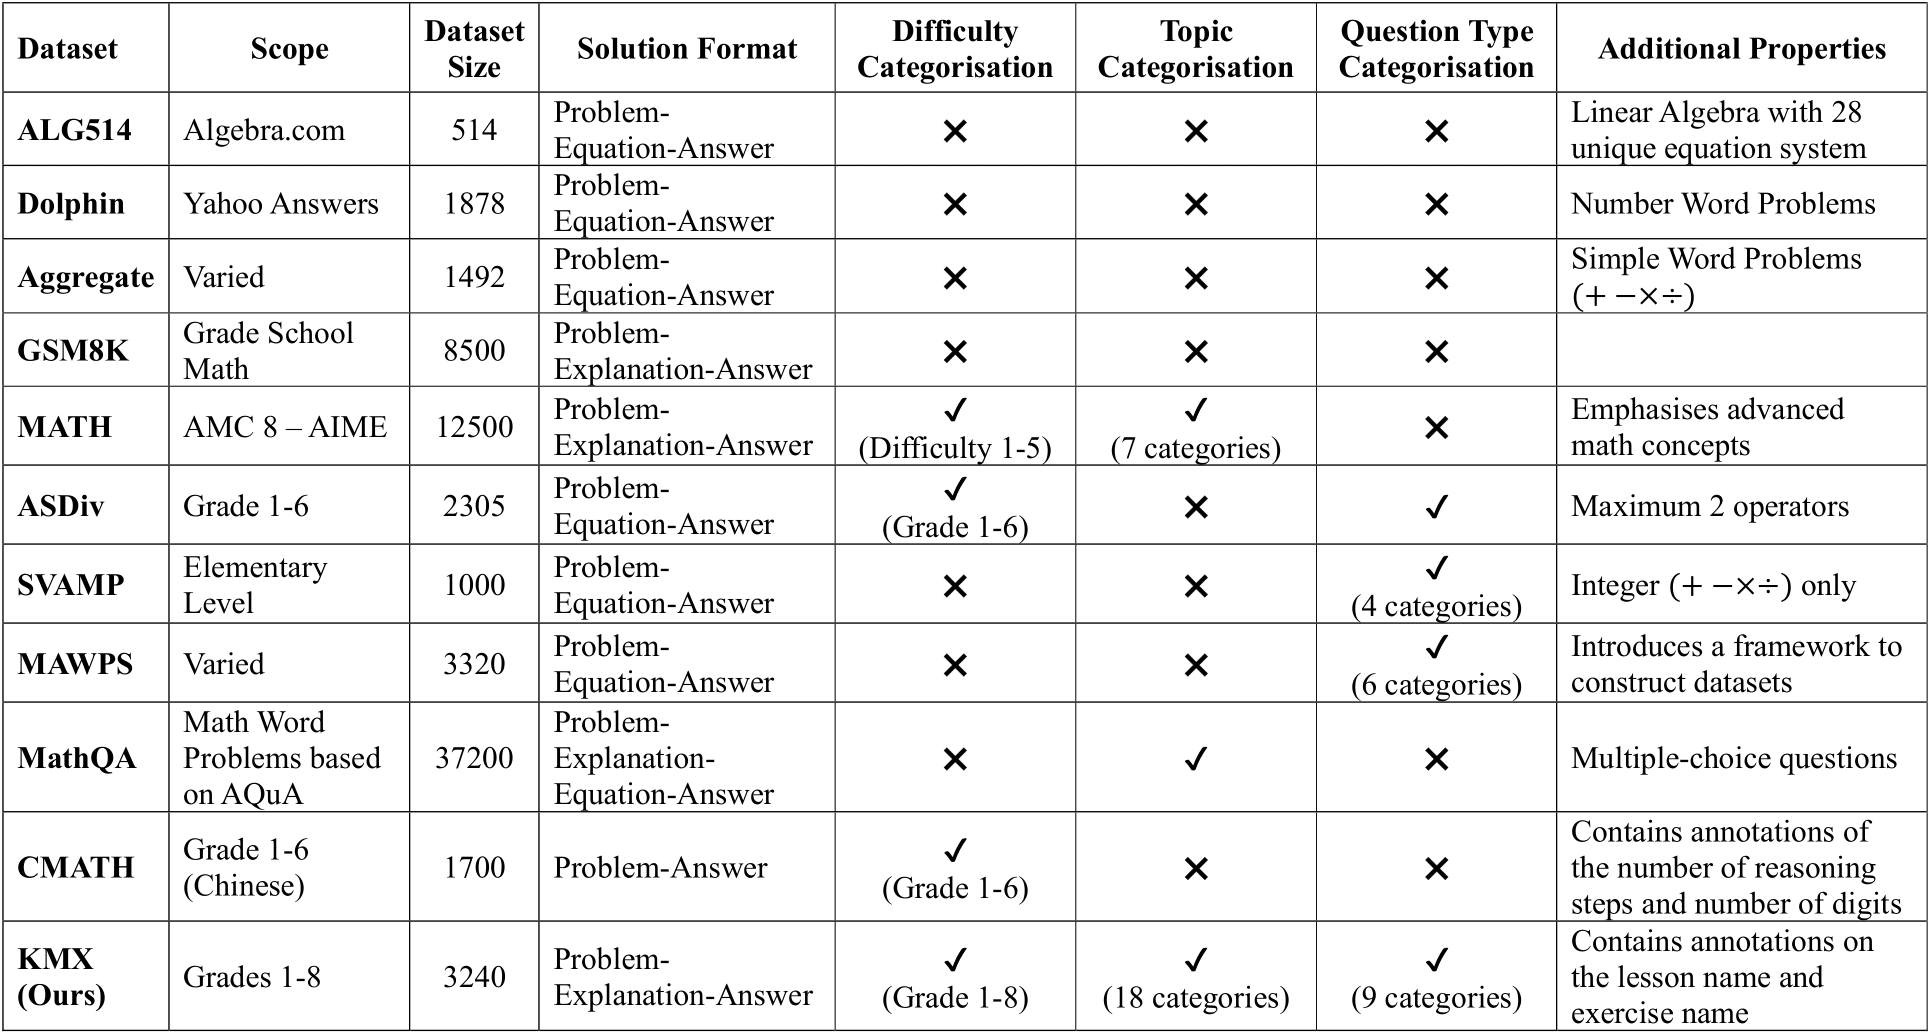 Dataset
Scope
Dataset
Size
Solution Format
Difficulty
Categorisation
Topic
Categorisation
Question Type
Categorisation
Additional Properties
ALG514
Algebra.com
514
Problem-
Equation-Answer
✕
✕
✕
Linear Algebra with 28
unique equation system
Dolphin
Yahoo Answers
1878
Problem-
Equation-Answer
✕
✕
✕
Number Word Problems
Aggregate
Varied
1492
Problem-
Equation-Answer
✕
✕
✕
Simple Word Problems
(+ −×÷)
GSM8K
Grade School
Math
8500
Problem-
Explanation-Answer
✕
✕
✕
MATH
AMC 8 – AIME
12500
Problem-
Explanation-Answer
✓
(Difficulty 1-5)
✓
(7 categories)
✕
Emphasises advanced
math concepts
ASDiv
Grade 1-6
2305
Problem-
Equation-Answer
✓
(Grade 1-6)
✕
✓
Maximum 2 operators
SVAMP
Elementary
Level
1000
Problem-
Equation-Answer
✕
✕
✓
(4 categories)
Integer (+ −×÷) only
MAWPS
Varied
3320
Problem-
Equation-Answer
✕
✕
✓
(6 categories)
Introduces a framework to
construct datasets
MathQA
Math Word
Problems based
on AQuA
37200
Problem-
Explanation-
Equation-Answer
✕
✓
✕
Multiple-choice questions
CMATH
Grade 1-6
(Chinese)
1700
Problem-Answer
✓
(Grade 1-6)
✕
✕
Contains annotations of
the number of reasoning
steps and number of digits
KMX
(Ours)
Grades 1-8
3240
Problem-
Explanation-Answer
✓
(Grade 1-8)
✓
(18 categories)
✓
(9 categories)
Contains annotations on
the lesson name and
exercise name